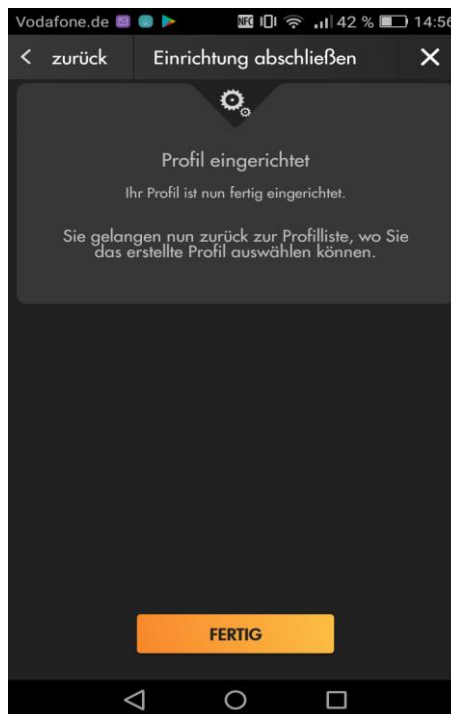 Vodafone.de NFC 42 % 14:56
zurück Einrichtung abschließen
Profil eingerichtet
Ihr Profil ist nun fertig eingerichtet.
Sie gelangen nun zurück zur Profilliste, wo Sie
das erstellte Profil auswählen können.
FERTIG